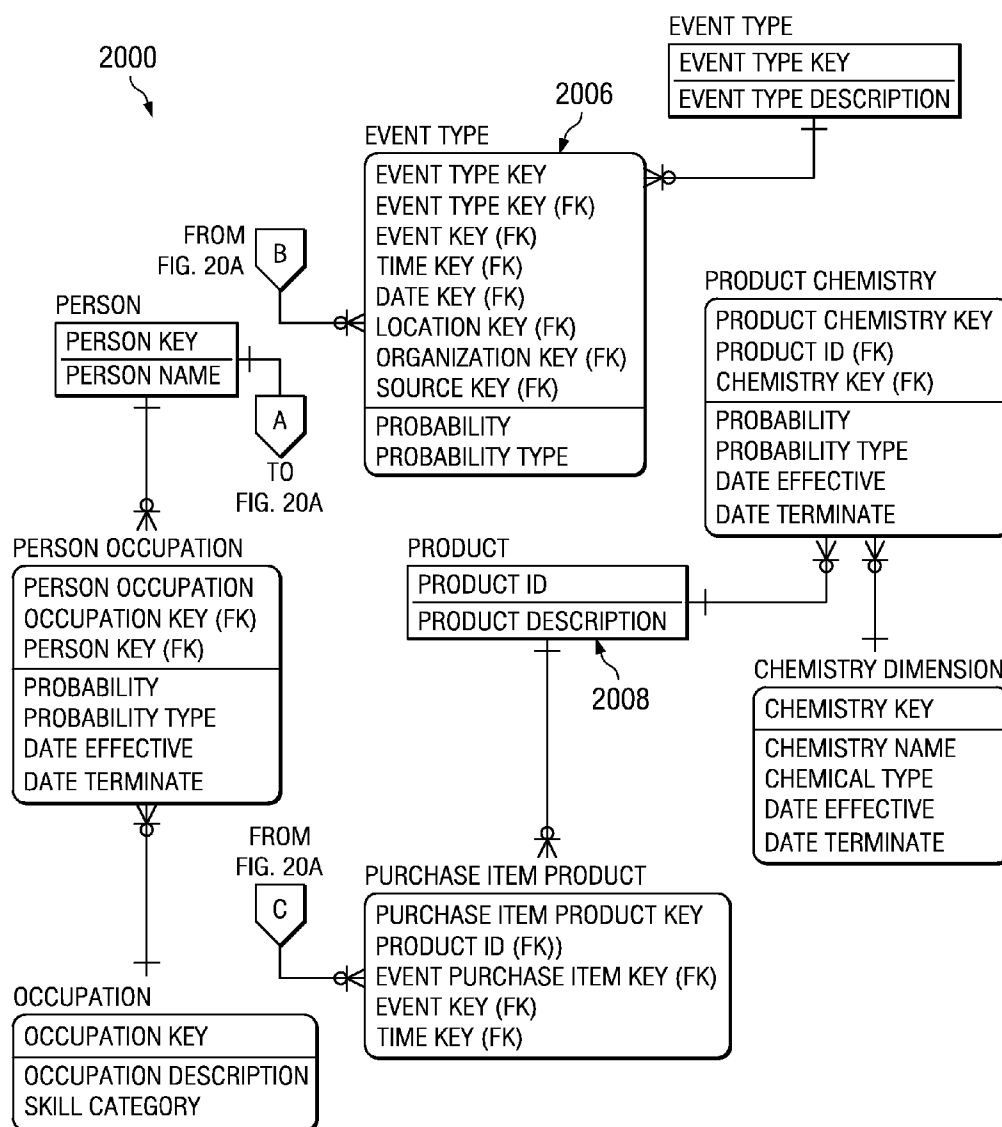 2000
EVENT TYPE
EVENT TYPE KEY
EVENT TYPE DESCRIPTION
2006
EVENT TYPE
EVENT TYPE KEY
EVENT TYPE KEY (FK)
EVENT KEY (FK)
TIME KEY (FK)
DATE KEY (FK)
LOCATION KEY (FK)
ORGANIZATION KEY (FK)
SOURCE KEY (FK)
PROBABILITY
PROBABILITY TYPE
FROM
FIG. 20A
B
PERSON
PERSON KEY
PERSON NAME
A
TO
FIG. 20A
PRODUCT CHEMISTRY
PRODUCT CHEMISTRY KEY
PRODUCT ID (FK)
CHEMISTRY KEY (FK)
PROBABILITY
PROBABILITY TYPE
DATE EFFECTIVE
DATE TERMINATE
PERSON OCCUPATION
PERSON OCCUPATION
OCCUPATION KEY (FK)
PERSON KEY (FK)
PROBABILITY
PROBABILITY TYPE
DATE EFFECTIVE
DATE TERMINATE
PRODUCT
PRODUCT ID
PRODUCT DESCRIPTION
2008
CHEMISTRY DIMENSION
CHEMISTRY KEY
CHEMISTRY NAME
CHEMICAL TYPE
DATE EFFECTIVE
DATE TERMINATE
FROM
FIG. 20A
C
PURCHASE ITEM PRODUCT
PURCHASE ITEM PRODUCT KEY
PRODUCT ID (FK))
EVENT PURCHASE ITEM KEY (FK)
EVENT KEY (FK)
TIME KEY (FK)
OCCUPATION
OCCUPATION KEY
OCCUPATION DESCRIPTION
SKILL CATEGORY